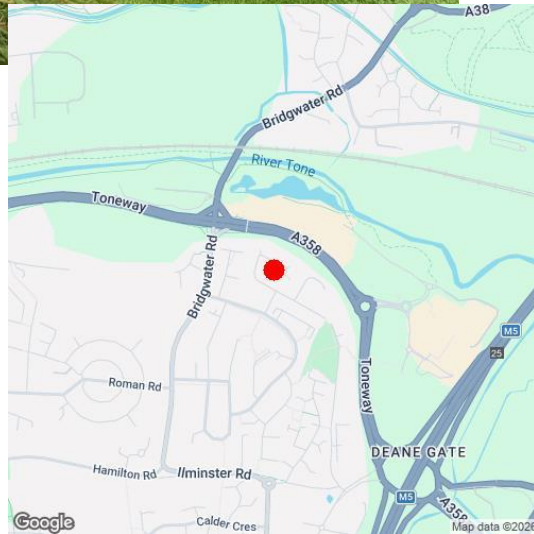 A38
Bridgwater Rd
River Tone
Toneway
A358
Bridgwater Rd
M5
25
Toneway
Roman Rd
DEANE GATE
Hamilton Rd
Ilminster Rd
M5
A358
Calder Cres
Google
Map data ©2026